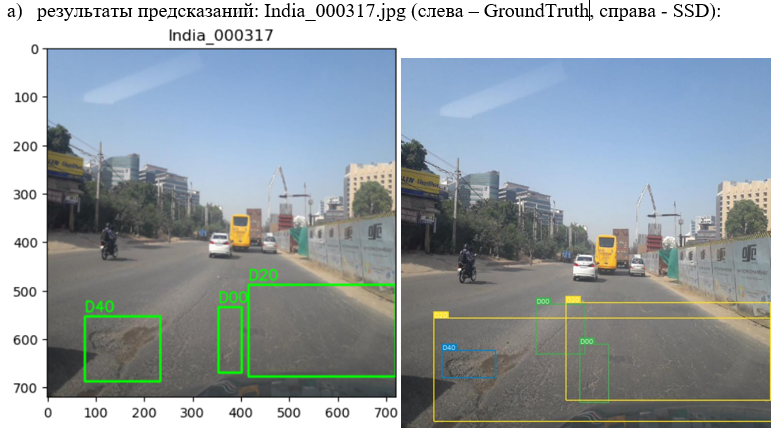 а) результаты предсказаний: India_000317.jpg (слева – GroundTruth, справа - SSD):
India_000317
0
100
200
300
400
500
600
700
D20
D00
D40
0 100 200 300 400 500 600 700
D00
D00
D40